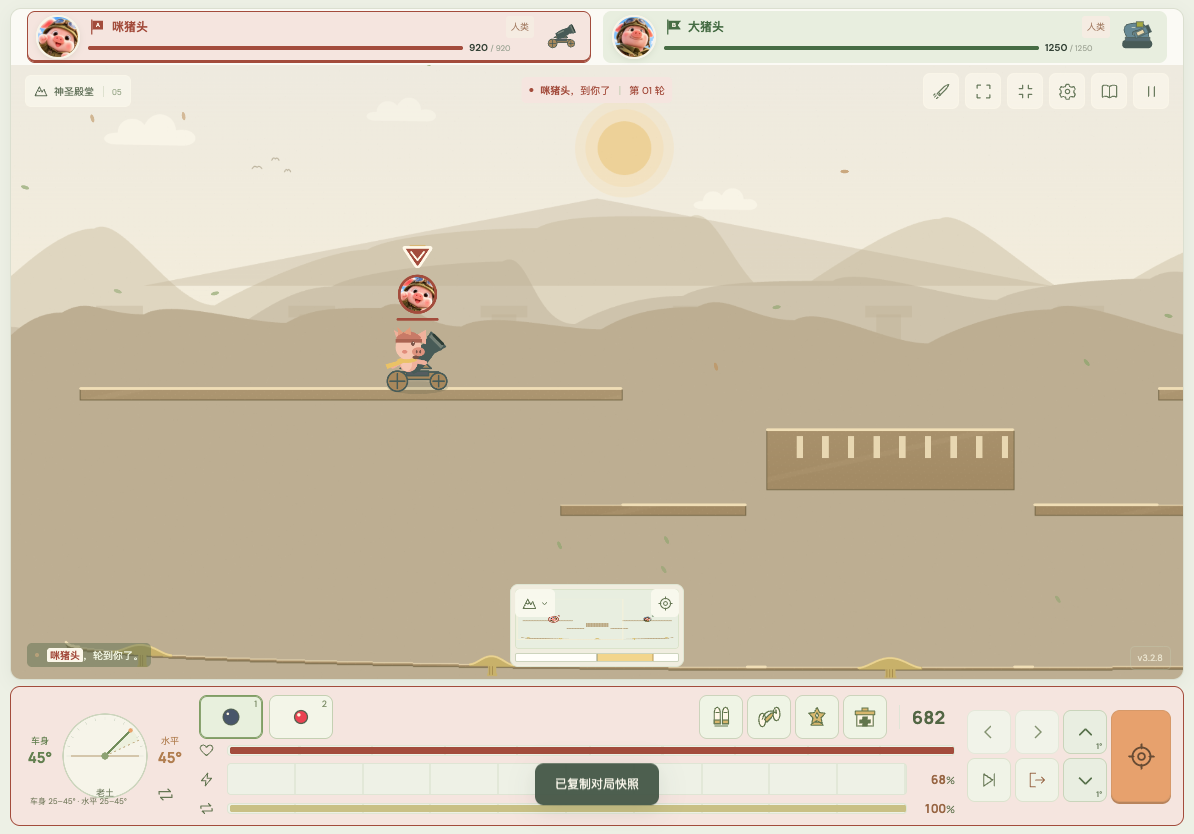 咪猪头
人类
920 / 920
大猪头
人类
1250 / 1250
神圣殿堂 05
咪猪头，到你了 第 01 轮
咪猪头，轮到你了。
v3.2.8
车身
45°
水平
45°
老土
车身 25–45° · 水平 25–45°
1
2
682
68%
100%
已复制对局快照
1°
1°